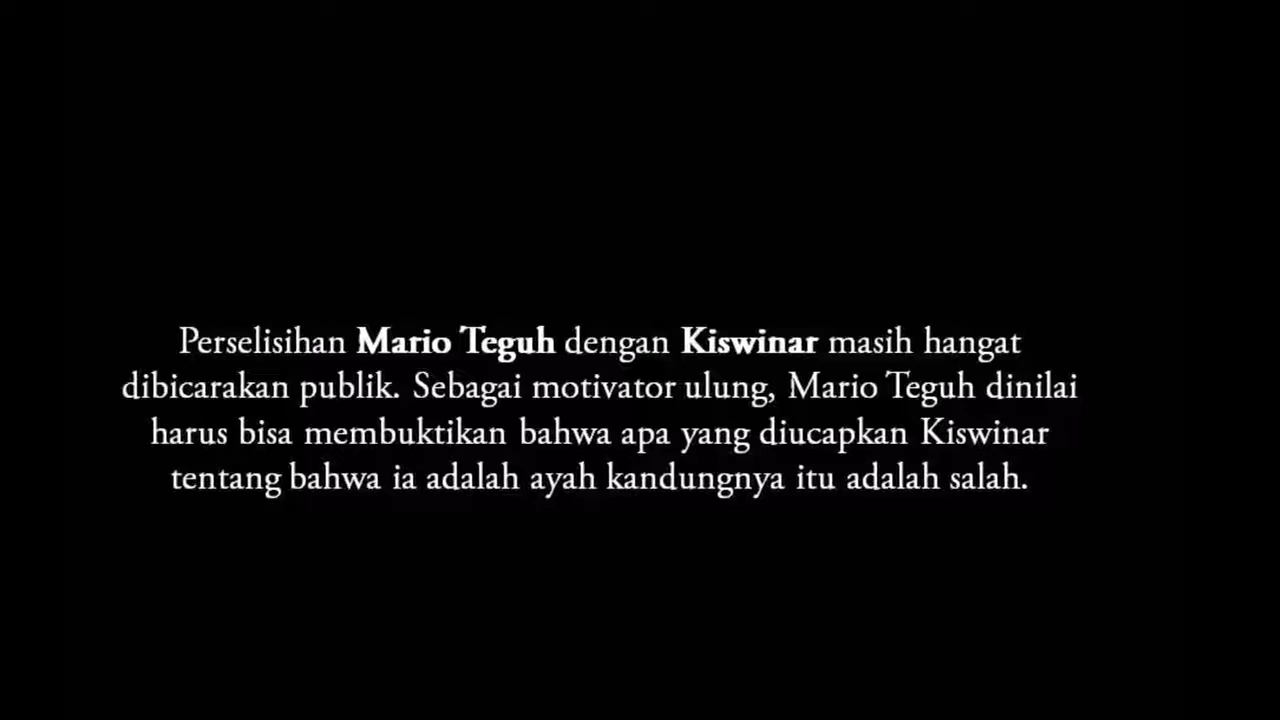 Perselisihan Mario Teguh dengan Kiswinar masih hangat
dibicarakan publik. Sebagai motivator ulung, Mario Teguh dinilai
harus bisa membuktikan bahwa apa yang diucapkan Kiswinar
tentang bahwa ia adalah ayah kandungnya itu adalah salah.